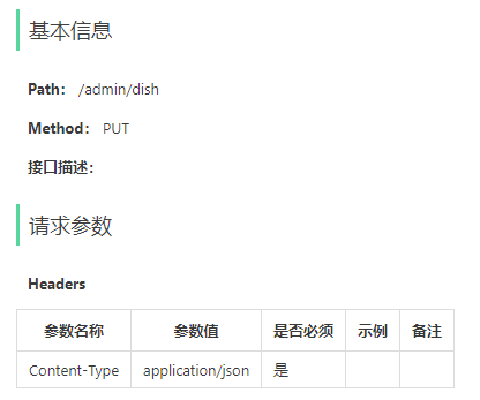 基本信息
Path： /admin/dish
Method： PUT
接口描述：
请求参数
Headers
参数名称 参数值 是否必须 示例 备注
Content-Type application/json 是